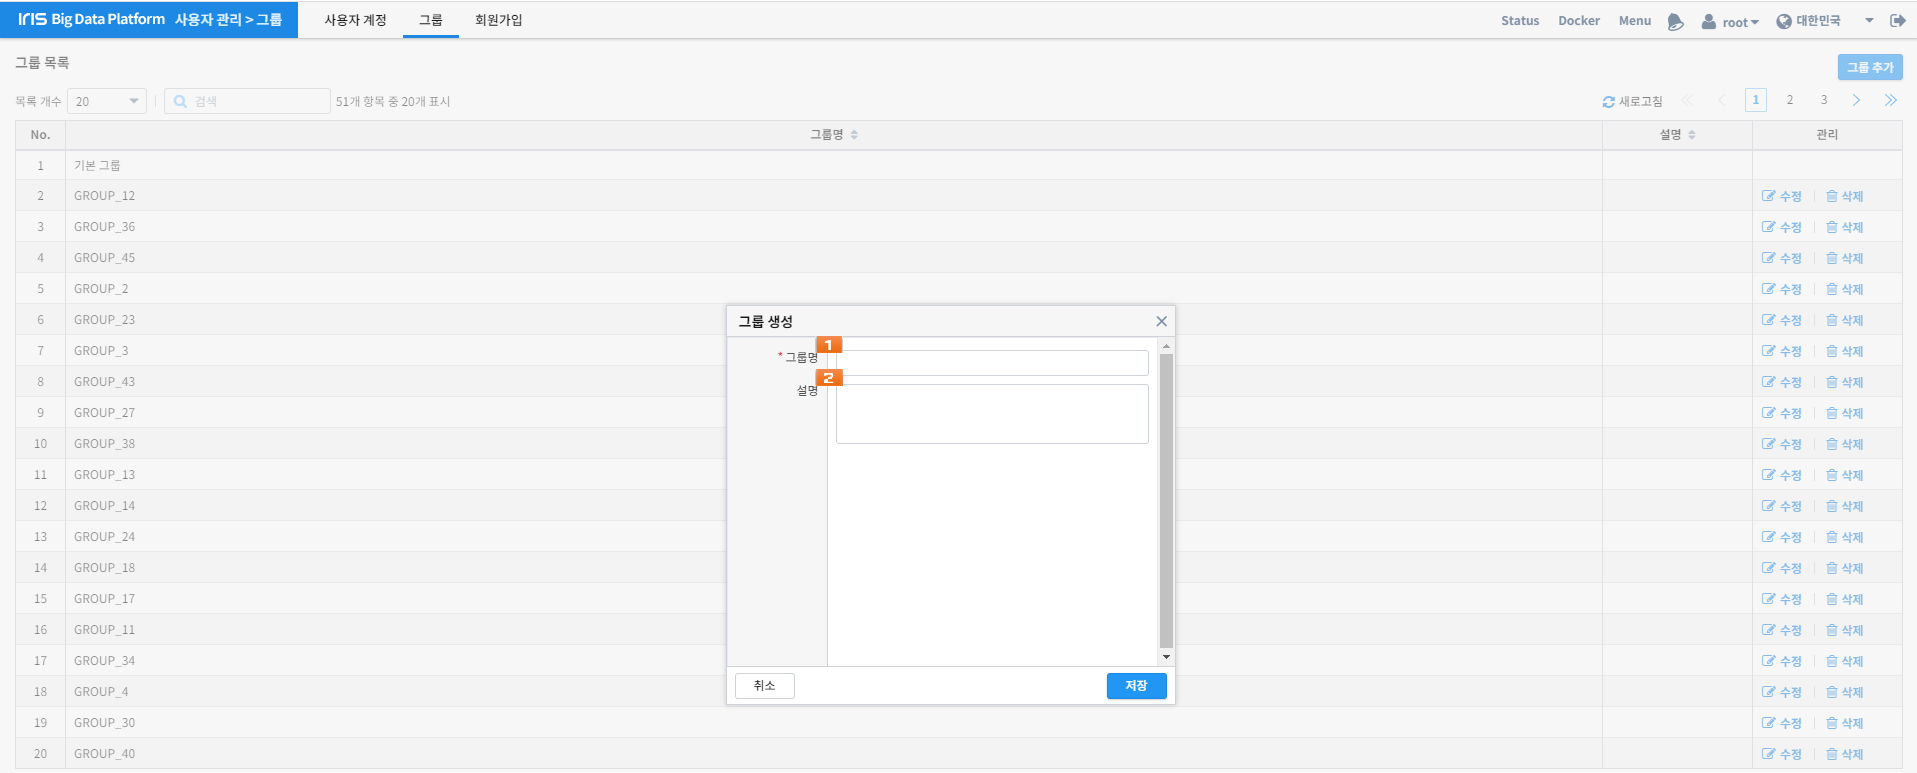 IRIS Big Data Platform 사용자 관리 > 그룹 사용자 계정 그룹 회원가입 Status Docker Menu root 대한민국
그룹 목록 그룹 추가
목록 개수 20 검색 51개 항목 중 20개 표시 새로고침 1 2 3
No. 그룹명 설명 관리
1 기본 그룹
2 GROUP_12 수정 삭제
3 GROUP_36 수정 삭제
4 GROUP_45 수정 삭제
5 GROUP_2 수정 삭제
6 GROUP_23 수정 삭제
7 GROUP_3 수정 삭제
8 GROUP_43 수정 삭제
9 GROUP_27 수정 삭제
10 GROUP_38 수정 삭제
11 GROUP_13 수정 삭제
12 GROUP_14 수정 삭제
13 GROUP_24 수정 삭제
14 GROUP_18 수정 삭제
15 GROUP_17 수정 삭제
16 GROUP_11 수정 삭제
17 GROUP_34 수정 삭제
18 GROUP_4 수정 삭제
19 GROUP_30 수정 삭제
20 GROUP_40 수정 삭제
그룹 생성
* 그룹명 1
설명 2
취소 저장